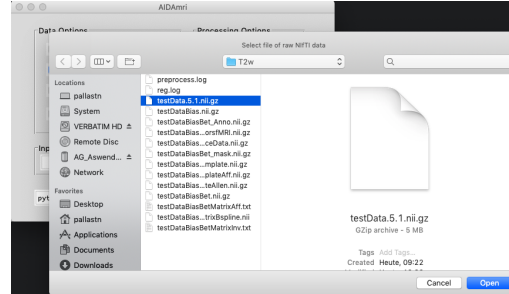 AIDAmri
Data Options
Processing Options
Select file of raw NIfTI data
T2w
Locations
pallastn
System
VERBATIM HD
Remote Disc
AG_Aswend...
Network
Favorites
Desktop
pallastn
Applications
Documents
Downloads
preprocess.log
reg.log
testData.5.1.nii.gz
testDataBias.nii.gz
testDataBiasBet_Anno.nii.gz
testDataBias...orsfMRI.nii.gz
testDataBias...ceData.nii.gz
testDataBiasBet_mask.nii.gz
testDataBias...mplate.nii.gz
testDataBias...plateAff.nii.gz
testDataBias...teAllen.nii.gz
testDataBiasBet.nii.gz
testDataBiasBetMatrixAff.txt
testDataBias...trixBspline.nii
testDataBiasBetMatrixInv.txt
testData.5.1.nii.gz
GZip archive - 5 MB
Tags Add Tags...
Created Heute, 09:22
Inp
pyt
Cancel
Open